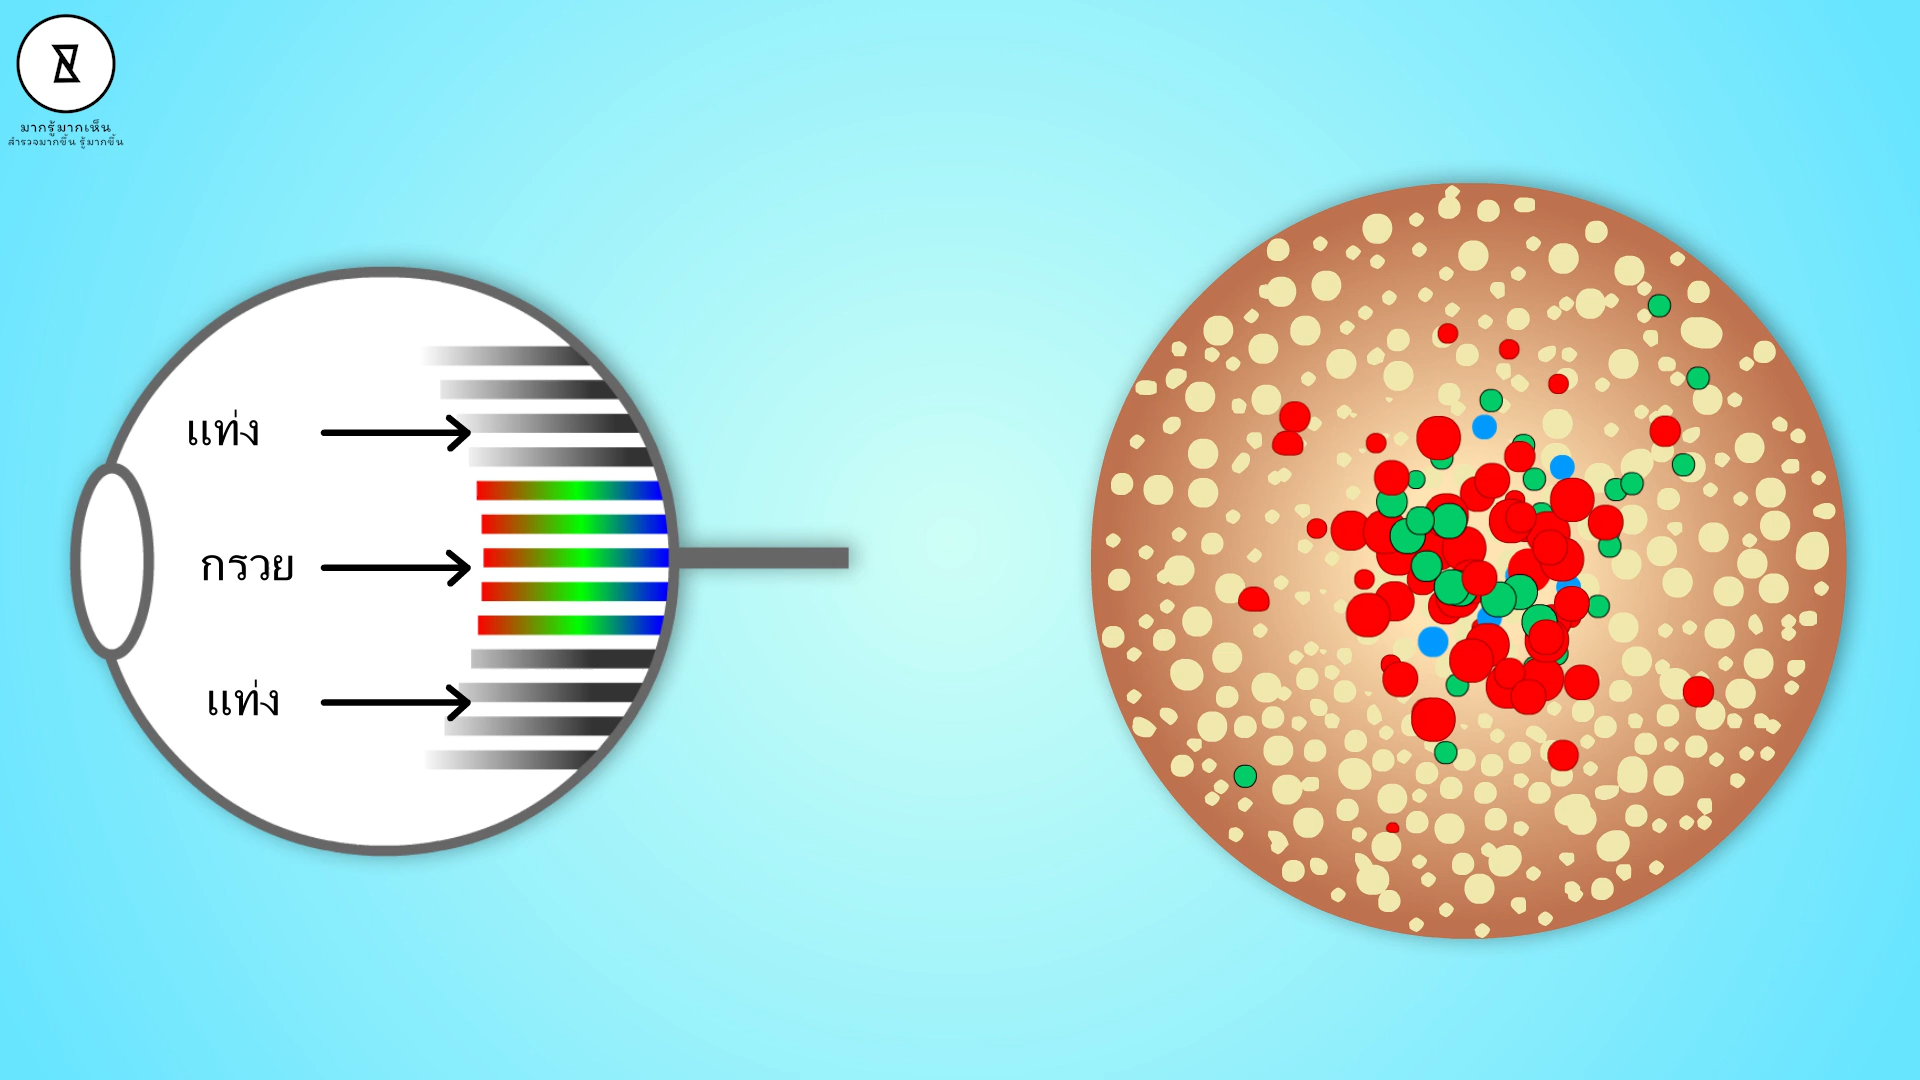 มากรู้มากเห็น
สำรวจมากขึ้น รู้มากขึ้น
แท่ง
กรวย
แท่ง